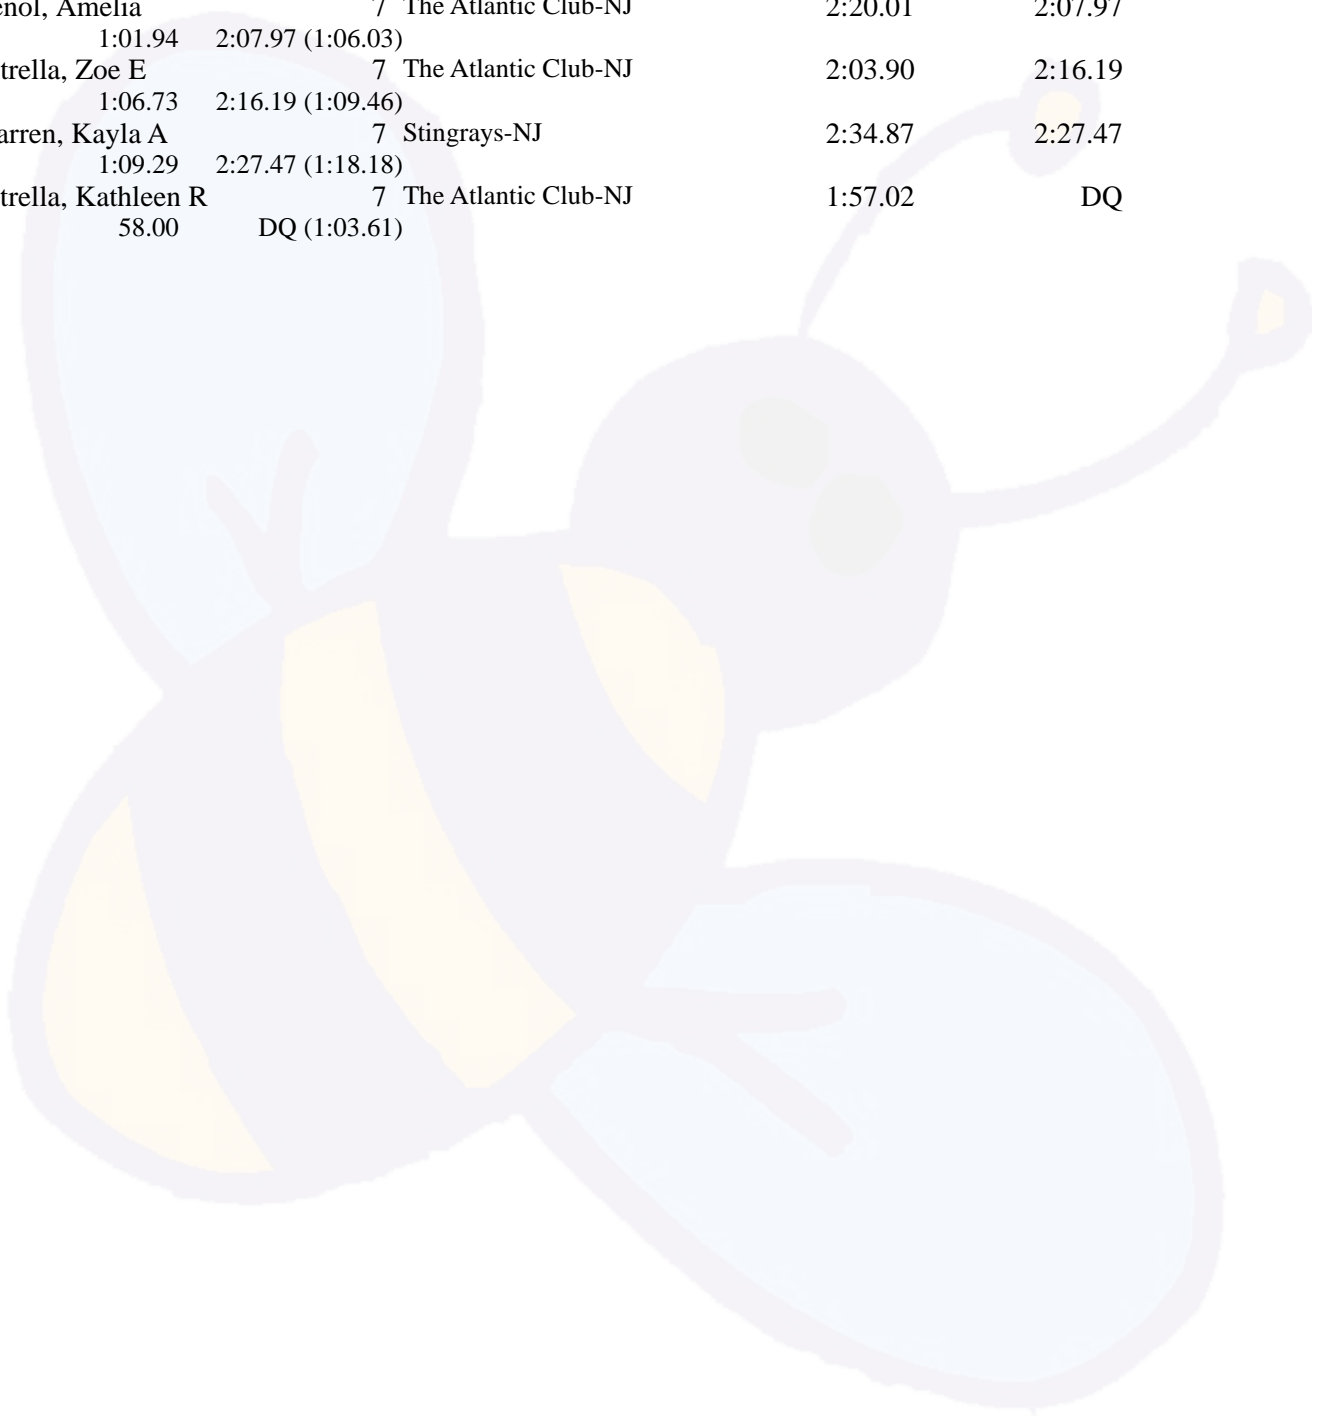 enol, Amelia 7 The Atlantic Club-NJ 2:20.01 2:07.97
1:01.94 2:07.97 (1:06.03)
trella, Zoe E 7 The Atlantic Club-NJ 2:03.90 2:16.19
1:06.73 2:16.19 (1:09.46)
arren, Kayla A 7 Stingrays-NJ 2:34.87 2:27.47
1:09.29 2:27.47 (1:18.18)
trella, Kathleen R 7 The Atlantic Club-NJ 1:57.02 DQ
58.00 DQ (1:03.61)